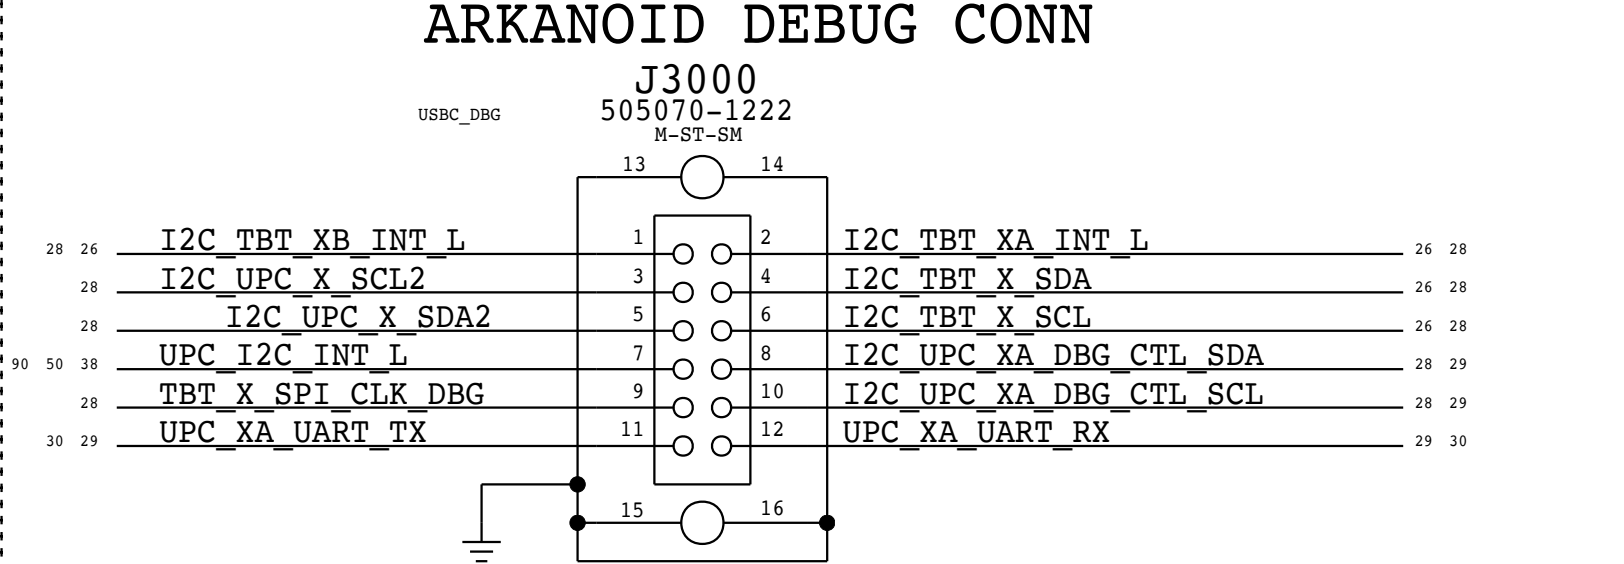 ARKANOID DEBUG CONN
J3000
USBC_DBG 505070-1222
M-ST-SM
13 14
28 26 I2C_TBT_XB_INT_L 1 2 I2C_TBT_XA_INT_L 26 28
28 I2C_UPC_X_SCL2 3 4 I2C_TBT_X_SDA 26 28
28 I2C_UPC_X_SDA2 5 6 I2C_TBT_X_SCL 26 28
90 50 38 UPC_I2C_INT_L 7 8 I2C_UPC_XA_DBG_CTL_SDA 28 29
28 TBT_X_SPI_CLK_DBG 9 10 I2C_UPC_XA_DBG_CTL_SCL 28 29
30 29 UPC_XA_UART_TX 11 12 UPC_XA_UART_RX 29 30
15 16